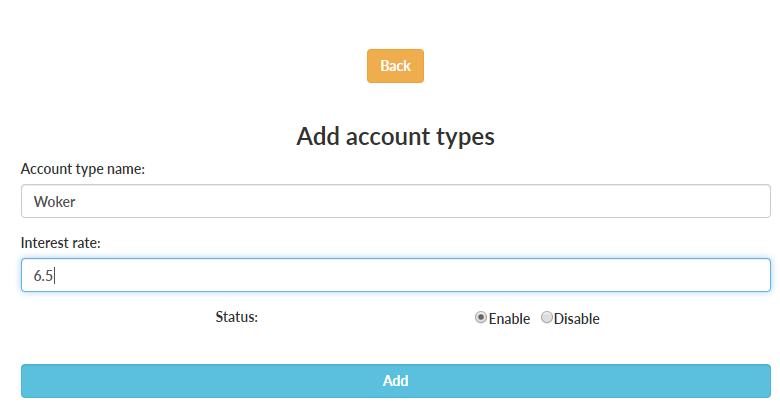 Back
Add account types
Account type name:
Woker
Interest rate:
6.5
Status: Enable Disable
Add